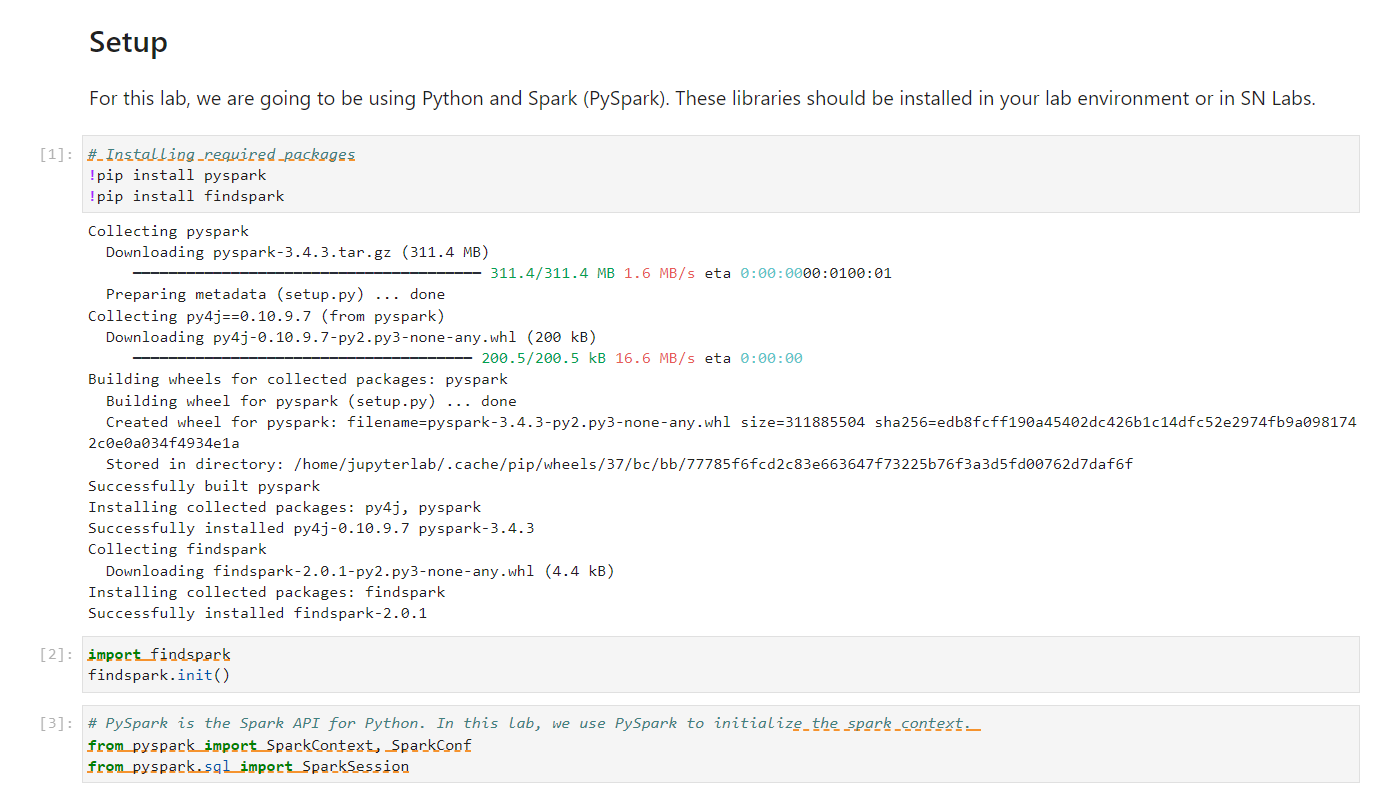 Setup
For this lab, we are going to be using Python and Spark (PySpark). These libraries should be installed in your lab environment or in SN Labs.
[1]: # Installing required packages
!pip install pyspark
!pip install findspark
Collecting pyspark
Downloading pyspark-3.4.3.tar.gz (311.4 MB)
311.4/311.4 MB 1.6 MB/s eta 0:00:0000:0100:01
Preparing metadata (setup.py) ... done
Collecting py4j==0.10.9.7 (from pyspark)
Downloading py4j-0.10.9.7-py2.py3-none-any.whl (200 kB)
200.5/200.5 kB 16.6 MB/s eta 0:00:00
Building wheels for collected packages: pyspark
Building wheel for pyspark (setup.py) ... done
Created wheel for pyspark: filename=pyspark-3.4.3-py2.py3-none-any.whl size=311885504 sha256=edb8fcff190a45402dc426b1c14dfc52e2974fb9a098174
2c0e0a034f4934e1a
Stored in directory: /home/jupyterlab/.cache/pip/wheels/37/bc/bb/77785f6fcd2c83e663647f73225b76f3a3d5fd00762d7daf6f
Successfully built pyspark
Installing collected packages: py4j, pyspark
Successfully installed py4j-0.10.9.7 pyspark-3.4.3
Collecting findspark
Downloading findspark-2.0.1-py2.py3-none-any.whl (4.4 kB)
Installing collected packages: findspark
Successfully installed findspark-2.0.1
[2]: import findspark
findspark.init()
[3]: # PySpark is the Spark API for Python. In this lab, we use PySpark to initialize the spark context.
from pyspark import SparkContext, SparkConf
from pyspark.sql import SparkSession